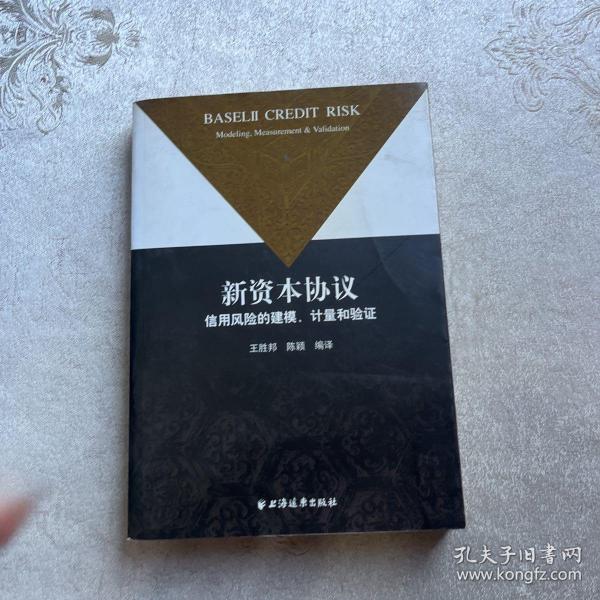 BASELII CREDIT RISK
Modeling, Measurement & Validation
新资本协议
信用风险的建模．计量和验证
王胜邦 陈颖 编译
上海远东出版社
孔夫子旧书网
www.kongfz.com